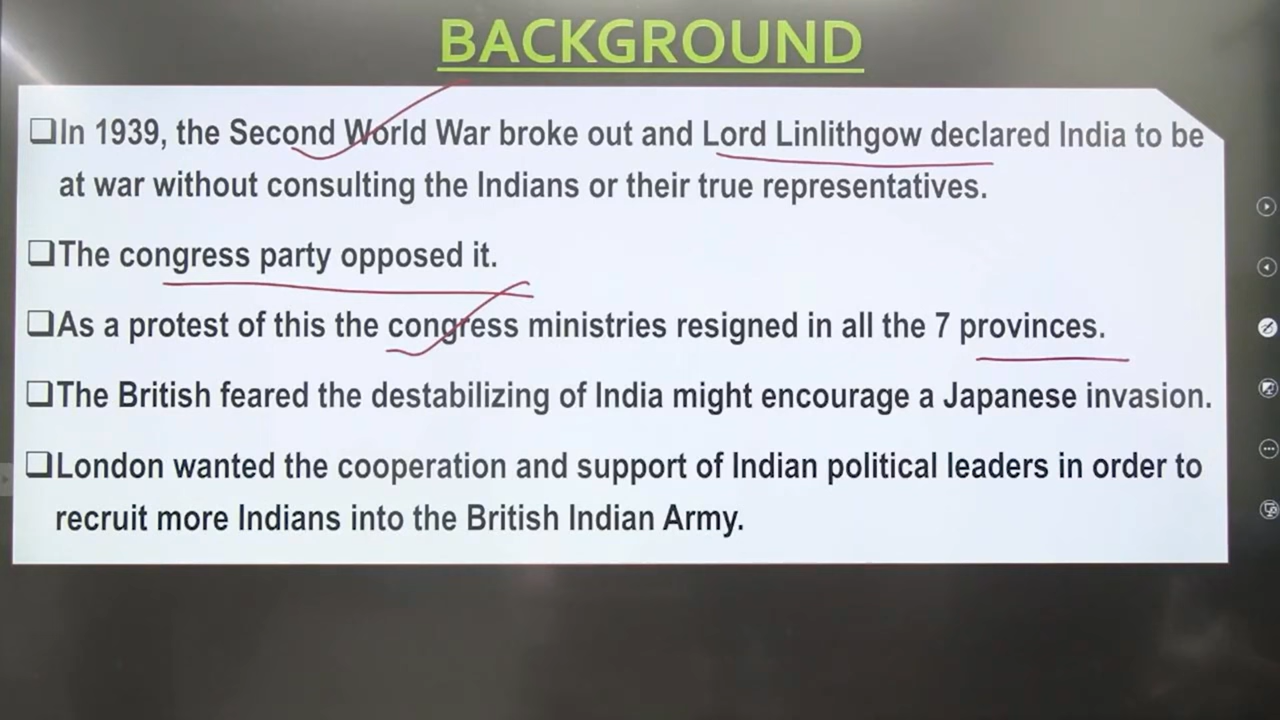 BACKGROUND
❑In 1939, the Second World War broke out and Lord Linlithgow declared India to be
at war without consulting the Indians or their true representatives.
❑The congress party opposed it.
❑As a protest of this the congress ministries resigned in all the 7 provinces.
❑The British feared the destabilizing of India might encourage a Japanese invasion.
❑London wanted the cooperation and support of Indian political leaders in order to
recruit more Indians into the British Indian Army.